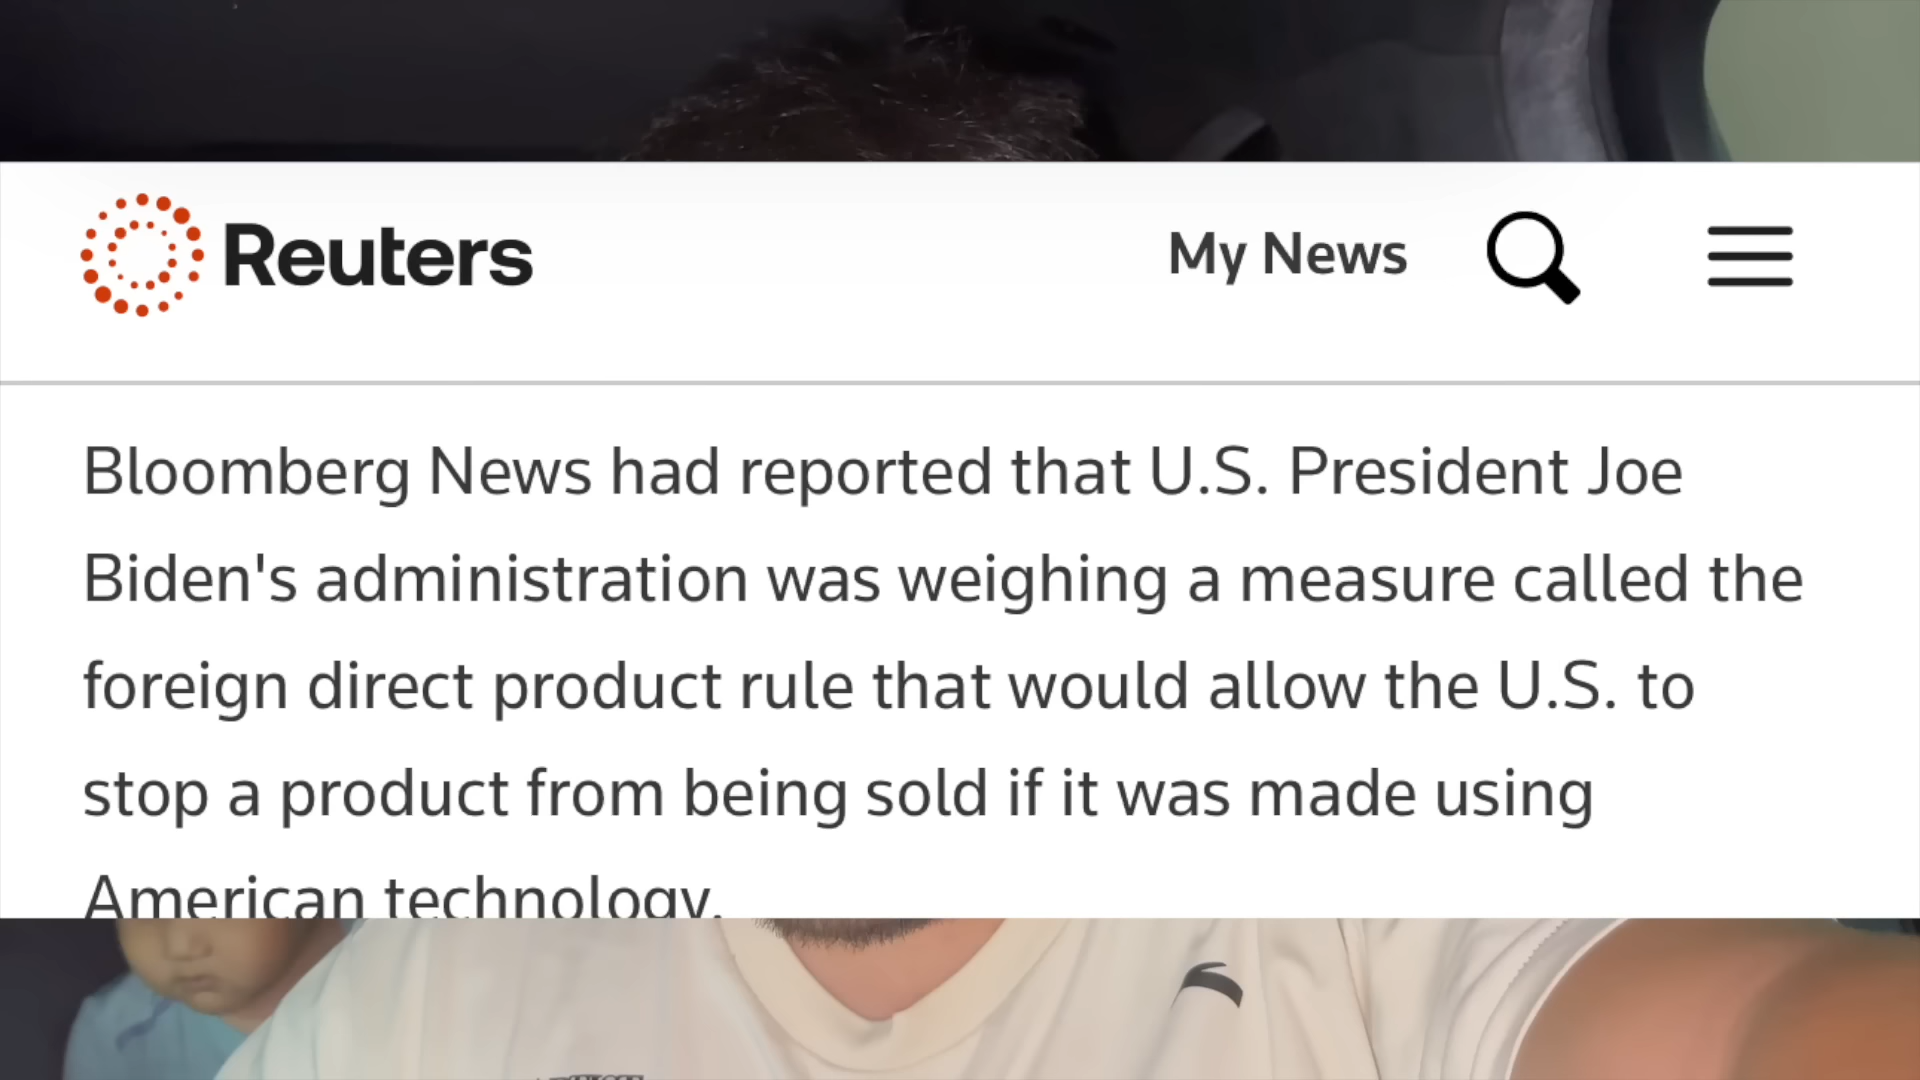 Reuters
My News
Bloomberg News had reported that U.S. President Joe
Biden's administration was weighing a measure called the
foreign direct product rule that would allow the U.S. to
stop a product from being sold if it was made using
American technology.